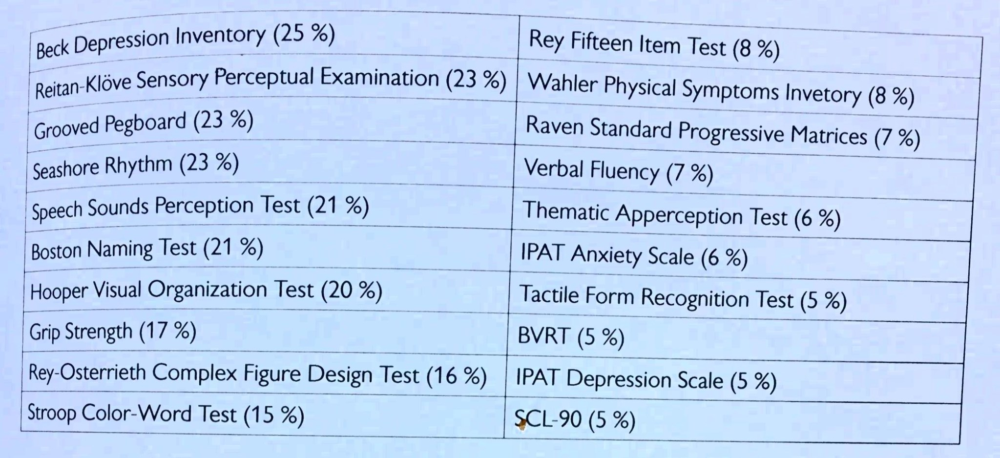 Beck Depression Inventory (25 %)
Rey Fifteen Item Test (8 %)
Reitan-Klöve Sensory Perceptual Examination (23 %)
Wahler Physical Symptoms Invetory (8 %)
Grooved Pegboard (23 %)
Raven Standard Progressive Matrices (7 %)
Seashore Rhythm (23 %)
Verbal Fluency (7 %)
Speech Sounds Perception Test (21 %)
Thematic Apperception Test (6 %)
Boston Naming Test (21 %)
IPAT Anxiety Scale (6 %)
Hooper Visual Organization Test (20 %)
Tactile Form Recognition Test (5 %)
Grip Strength (17 %)
BVRT (5 %)
Rey-Osterrieth Complex Figure Design Test (16 %)
IPAT Depression Scale (5 %)
Stroop Color-Word Test (15 %)
SCL-90 (5 %)